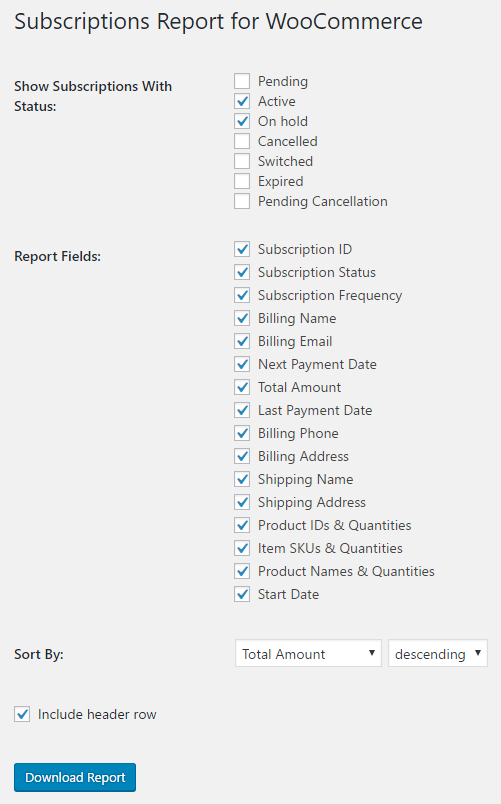 Subscriptions Report for WooCommerce
Show Subscriptions With
Status:
Pending
Active
On hold
Cancelled
Switched
Expired
Pending Cancellation
Report Fields:
Subscription ID
Subscription Status
Subscription Frequency
Billing Name
Billing Email
Next Payment Date
Total Amount
Last Payment Date
Billing Phone
Billing Address
Shipping Name
Shipping Address
Product IDs & Quantities
Item SKUs & Quantities
Product Names & Quantities
Start Date
Sort By: Total Amount descending
Include header row
Download Report